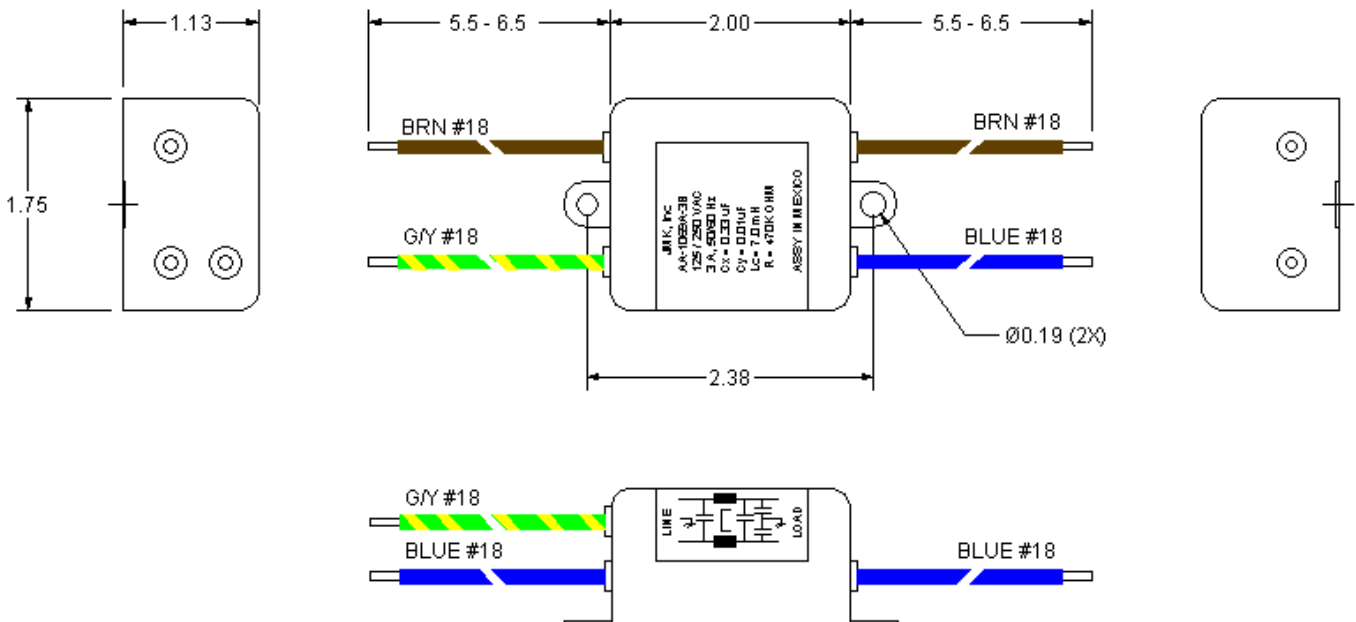 1.13
5.5 - 6.5
2.00
5.5 - 6.5
BRN #18
BRN #18
1.75
G/Y #18
BLUE #18
JMK, Inc
AA-1069A-3B
125 / 250 VAC
3 A, 50/60 Hz
Cx = 0.33 uF
Cy = 0.01uF
Lc= 7.0mH
R = 470K OHM
ASSY IN MEXICO
Ø0.19 (2X)
2.38
G/Y #18
BLUE #18
LINE
LOAD
BLUE #18